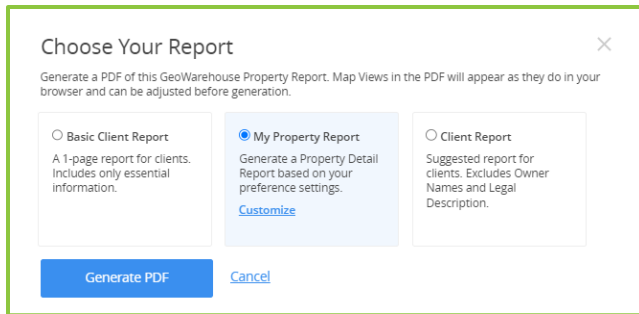 Choose Your Report
Generate a PDF of this GeoWarehouse Property Report. Map Views in the PDF will appear as they do in your
browser and can be adjusted before generation.
Basic Client Report
A 1-page report for clients.
Includes only essential
information.
My Property Report
Generate a Property Detail
Report based on your
preference settings.
Customize
Client Report
Suggested report for
clients. Excludes Owner
Names and Legal
Description.
Generate PDF
Cancel